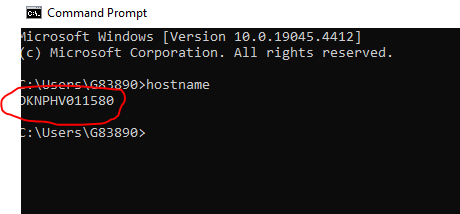 Command Prompt
Microsoft Windows [Version 10.0.19045.4412]
(c) Microsoft Corporation. All rights reserved.
C:\Users\G83890>hostname
DKNPHV011580
C:\Users\G83890>